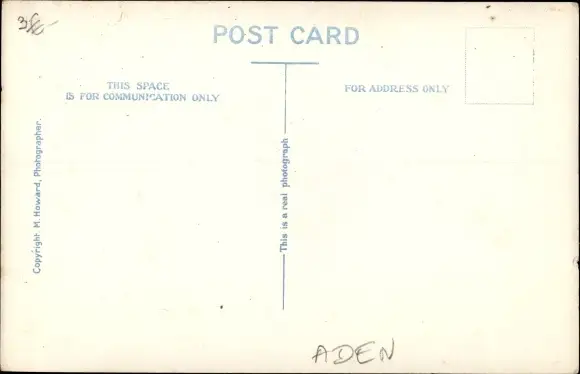 POST CARD
THIS SPACE
IS FOR COMMUNICATION ONLY
FOR ADDRESS ONLY
Copyright M. Howard, Photographer.
This is a real photograph
ADEN